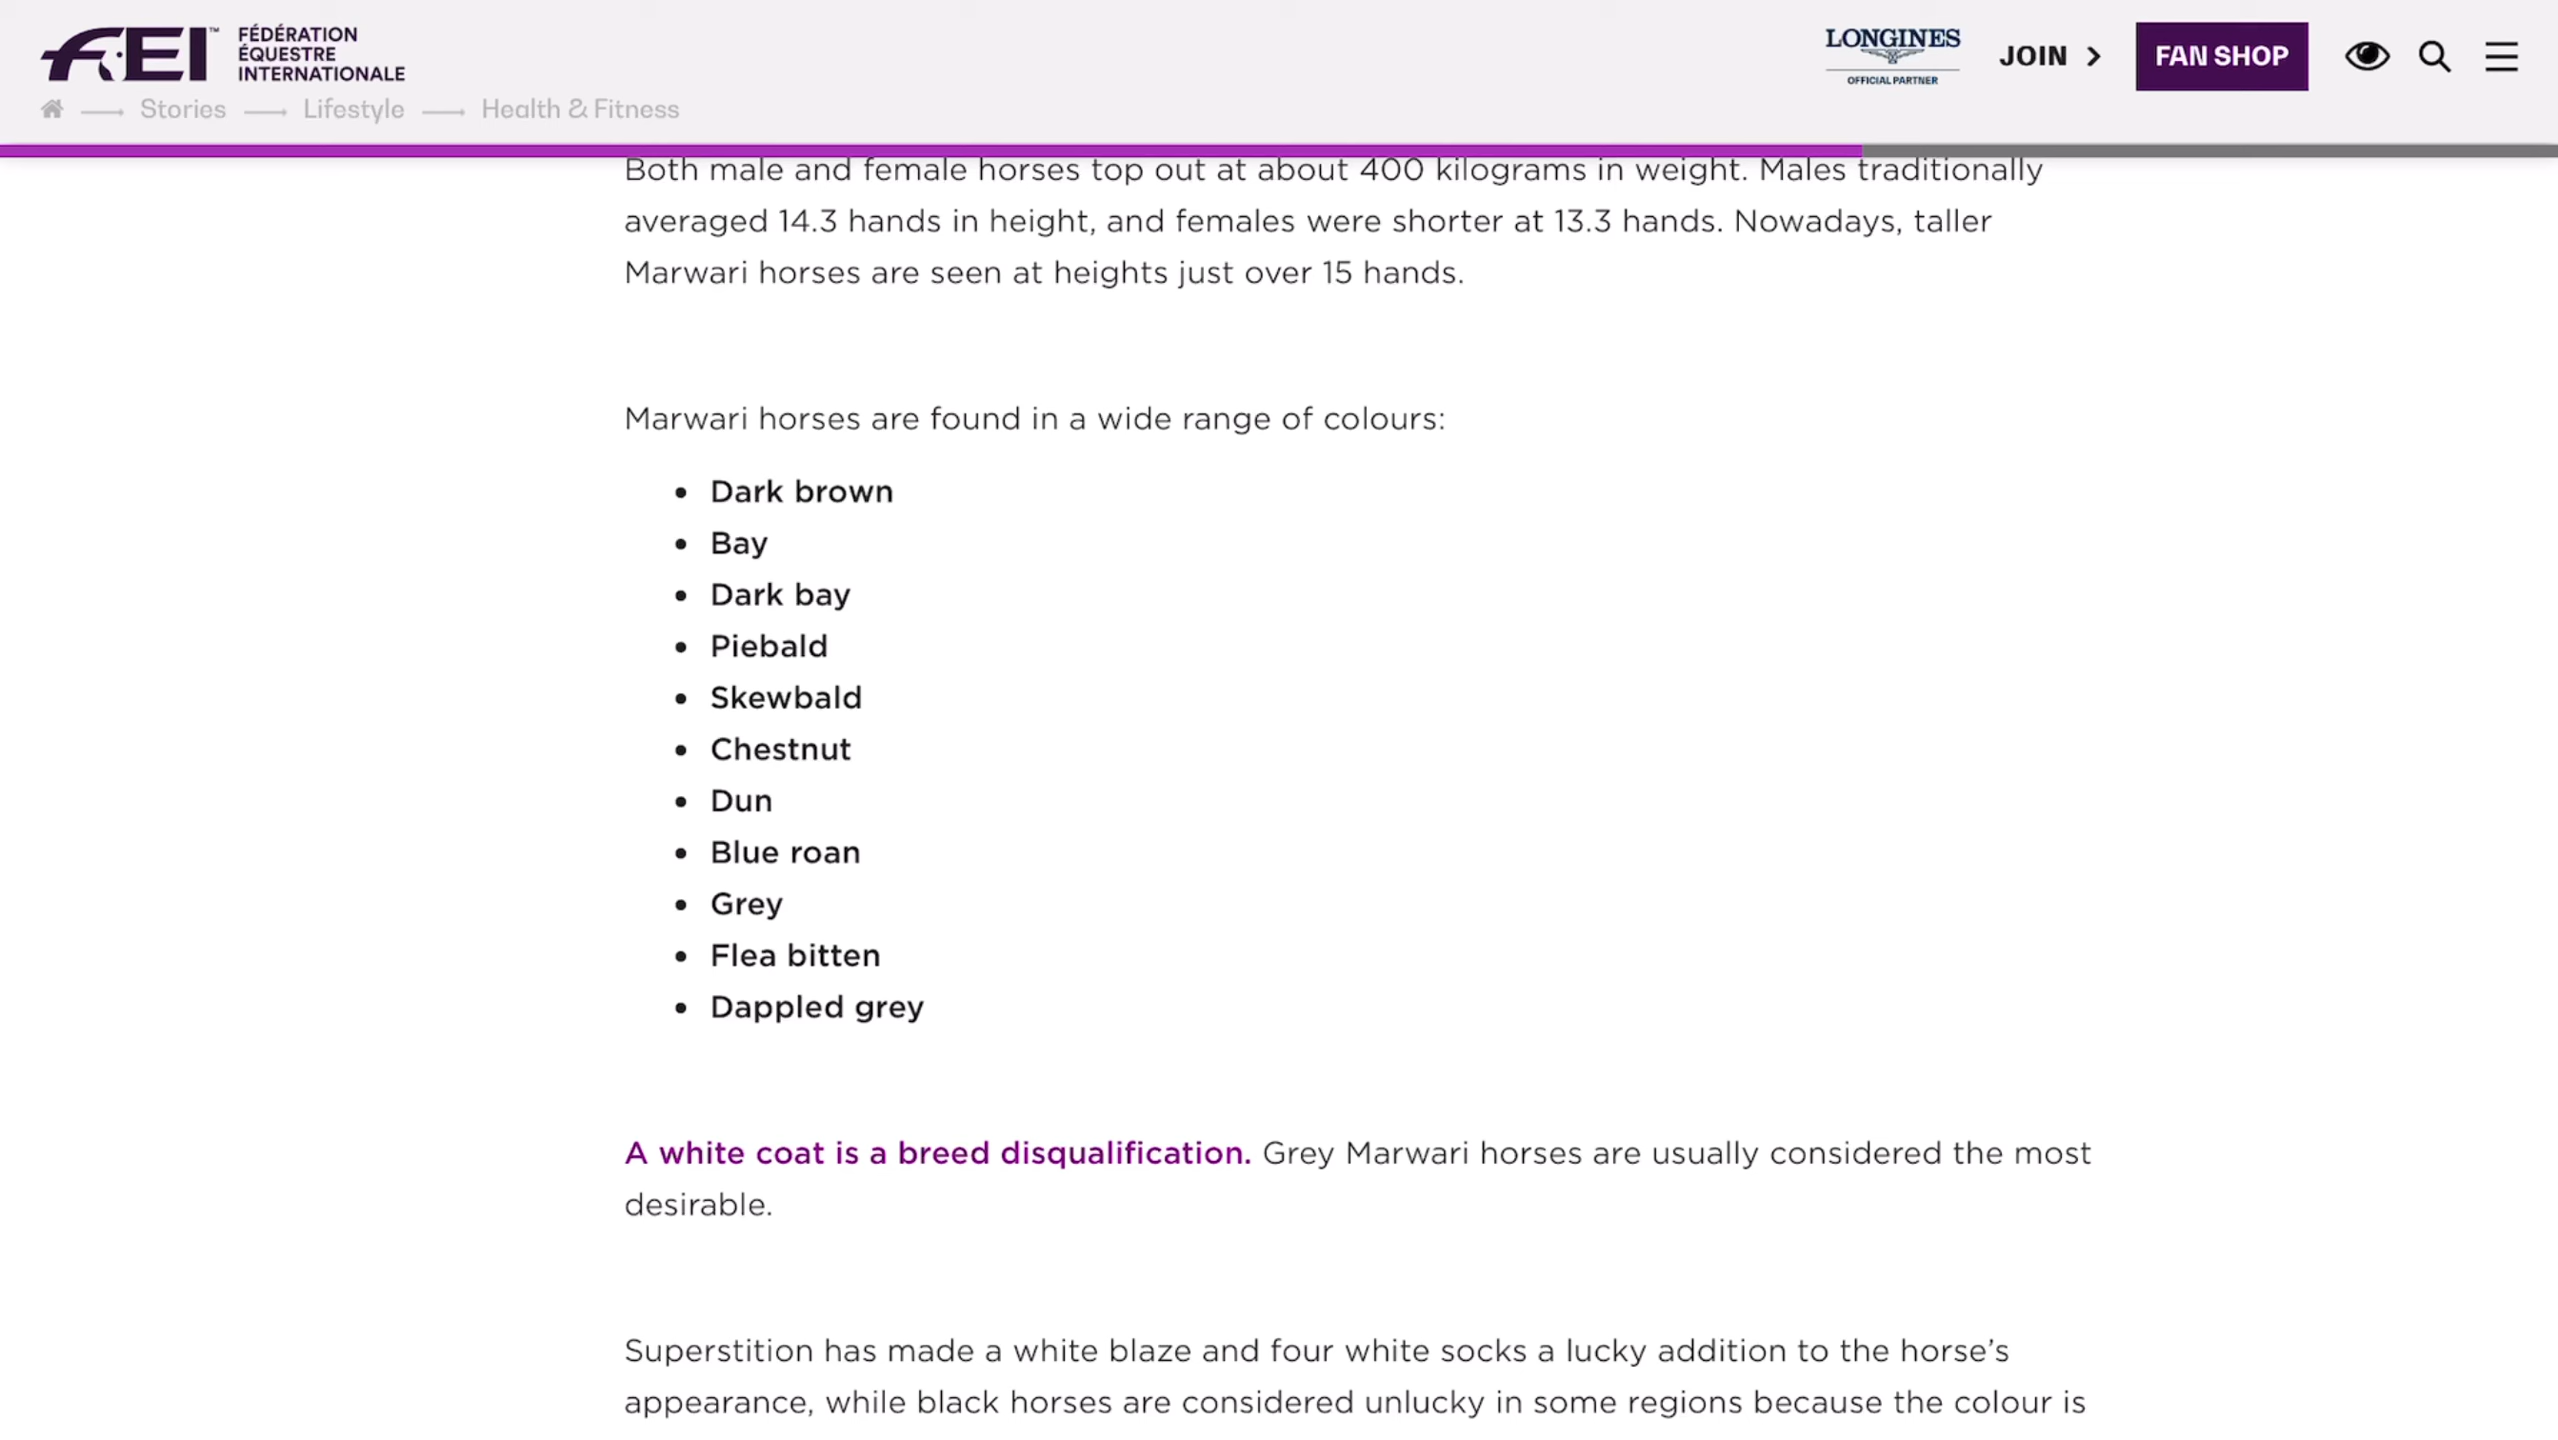 FEI™ FÉDÉRATION
ÉQUESTRE
INTERNATIONALE
LONGINES
OFFICIAL PARTNER
JOIN
FAN SHOP
Stories
Lifestyle
Health & Fitness
Both male and female horses top out at about 400 kilograms in weight. Males traditionally
averaged 14.3 hands in height, and females were shorter at 13.3 hands. Nowadays, taller
Marwari horses are seen at heights just over 15 hands.
Marwari horses are found in a wide range of colours:
• Dark brown
• Bay
• Dark bay
• Piebald
• Skewbald
• Chestnut
• Dun
• Blue roan
• Grey
• Flea bitten
• Dappled grey
A white coat is a breed disqualification. Grey Marwari horses are usually considered the most
desirable.
Superstition has made a white blaze and four white socks a lucky addition to the horse’s
appearance, while black horses are considered unlucky in some regions because the colour is